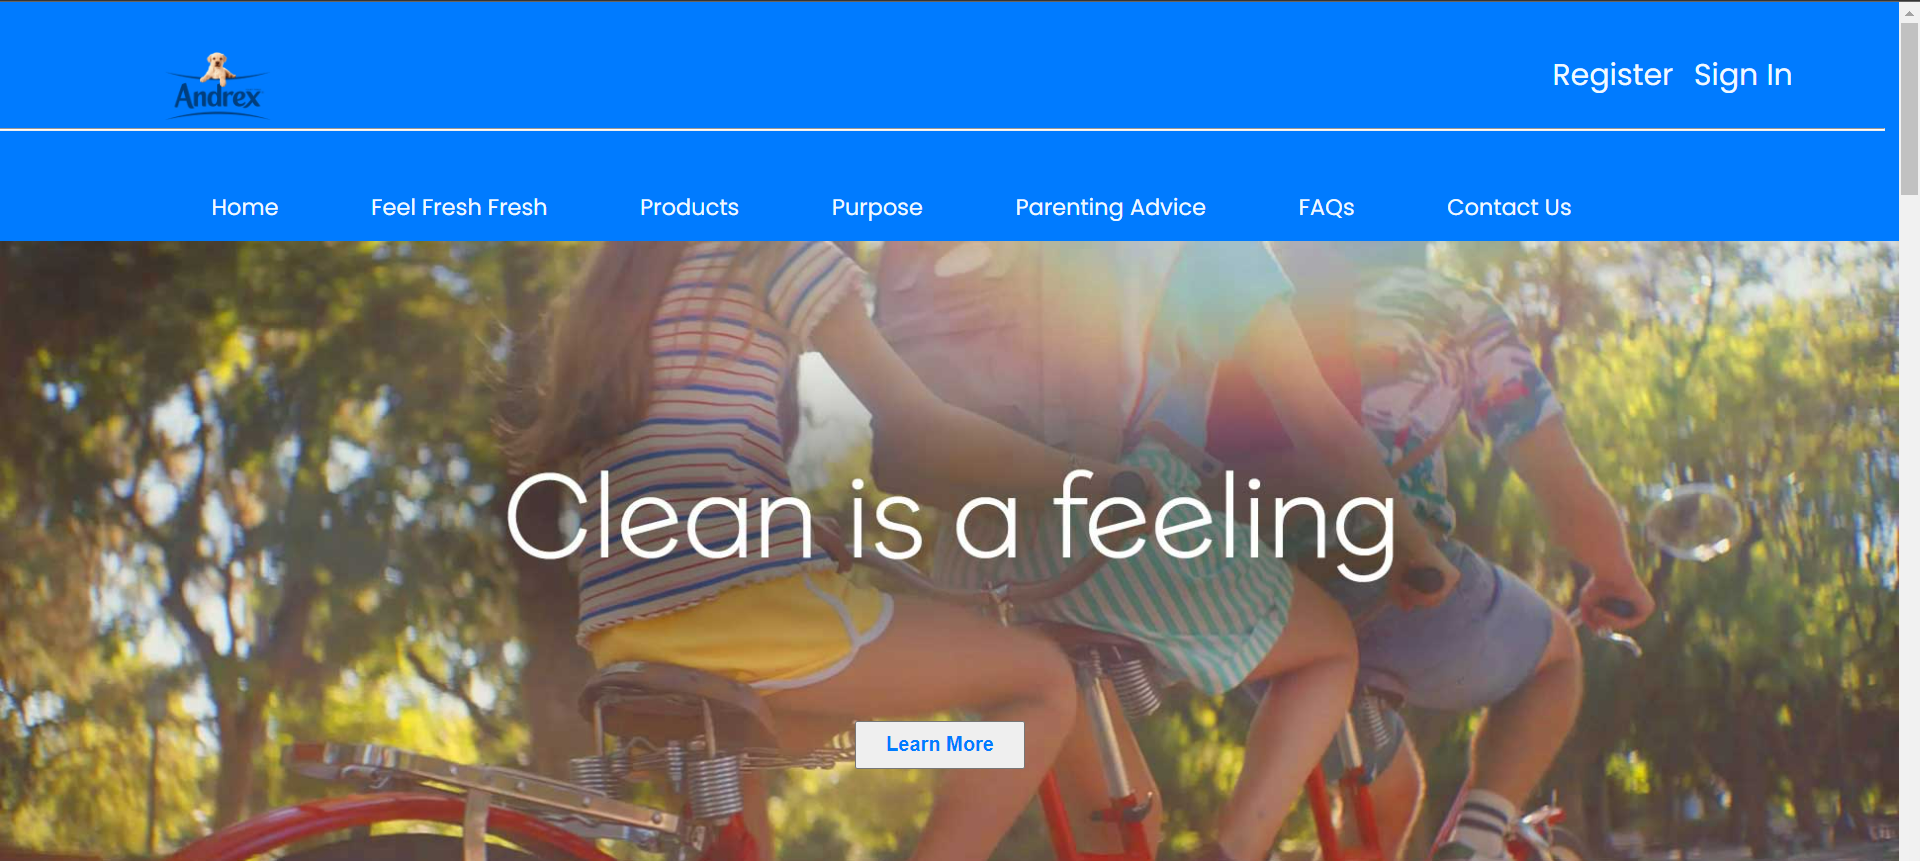 Andrex
Register Sign In
Home Feel Fresh Fresh Products Purpose Parenting Advice FAQs Contact Us
Clean is a feeling
Learn More